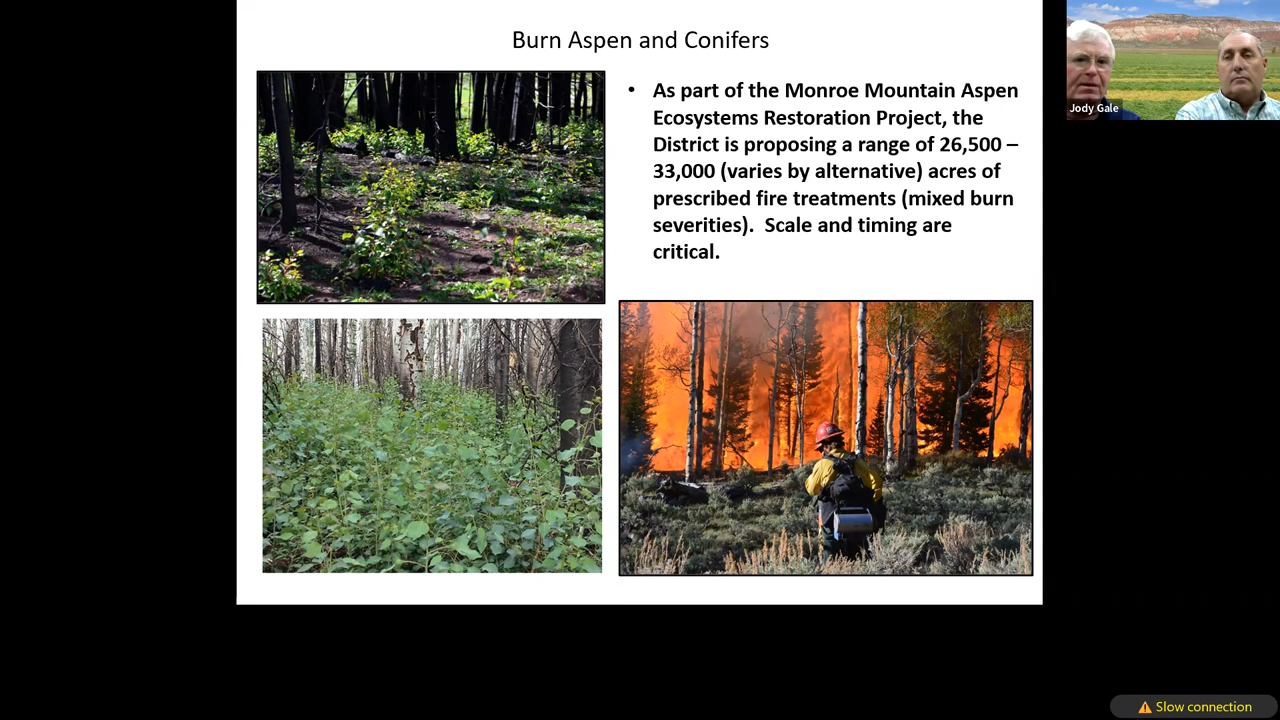 Burn Aspen and Conifers
• As part of the Monroe Mountain Aspen
Ecosystems Restoration Project, the
District is proposing a range of 26,500 –
33,000 (varies by alternative) acres of
prescribed fire treatments (mixed burn
severities).  Scale and timing are
critical.
Jody Gale
Slow connection